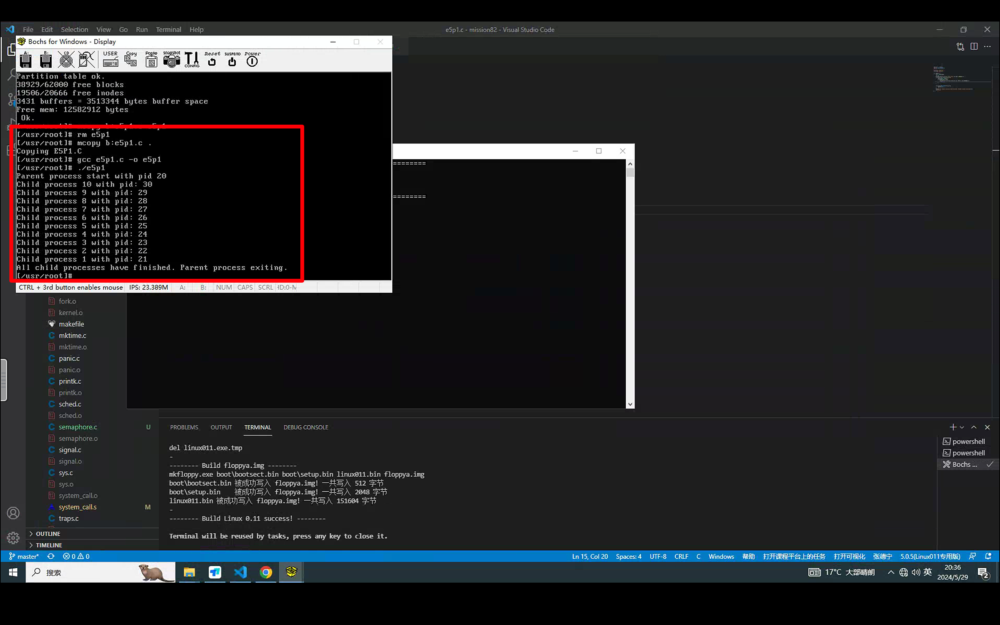 File Edit Selection View Go Run Terminal Help
e5p1.c - mission82 - Visual Studio Code
Bochs for Windows - Display
A: B: CD USER Copy Paste snapshot CONFIG Reset SUSPEND Power
Partition table ok.
38929/62000 free blocks
19506/20666 free inodes
3431 buffers = 3513344 bytes buffer space
Free mem: 12582912 bytes
Ok.
[/usr/root]# rm e5p1
[/usr/root]# mcopy b:e5p1.c .
Copying E5P1.C
[/usr/root]# gcc e5p1.c -o e5p1
[/usr/root]# ./e5p1
Parent process start with pid 20
Child process 10 with pid: 30
Child process 9 with pid: 29
Child process 8 with pid: 28
Child process 7 with pid: 27
Child process 6 with pid: 26
Child process 5 with pid: 25
Child process 4 with pid: 24
Child process 3 with pid: 23
Child process 2 with pid: 22
Child process 1 with pid: 21
All child processes have finished. Parent process exiting.
[/usr/root]#
CTRL + 3rd button enables mouse IPS: 23.389M A: B: NUM CAPS SCRL
========
========
fork.o
kernel.o
makefile
mktime.c
mktime.o
panic.c
panic.o
printk.c
printk.o
sched.c
sched.o
semaphore.c U
semaphore.o
signal.c
signal.o
sys.c
sys.o
system_call.o
system_call.s M
traps.c
OUTLINE
TIMELINE
PROBLEMS OUTPUT TERMINAL DEBUG CONSOLE
del linux011.exe.tmp
-
-------- Build floppya.img --------
mkfloppy.exe boot\bootsect.bin boot\setup.bin linux011.bin floppya.img
boot\bootsect.bin 被成功写入 floppya.img! 一共写入 512 字节
boot\setup.bin 被成功写入 floppya.img! 一共写入 2048 字节
linux011.bin 被成功写入 floppya.img! 一共写入 151604 字节
-
-------- Build Linux 0.11 success! --------
Terminal will be reused by tasks, press any key to close it.
powershell
powershell
Bochs ...
master* 0 0
Ln 15, Col 20 Spaces: 4 UTF-8 CRLF C Windows 帮助 打开课程平台上的任务 打开可视化 张德宁 5.0.5(Linux011专用版)
搜索
17°C 大部晴朗 英
20:36
2024/5/29
2